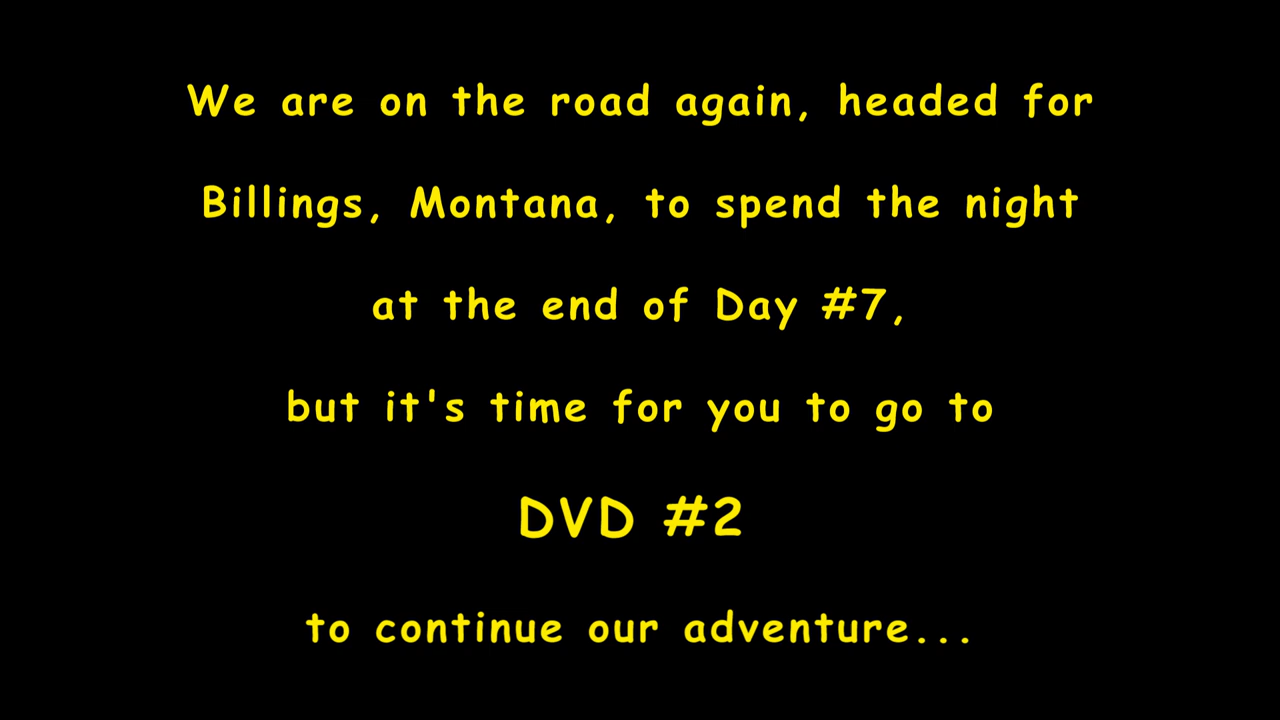 We are on the road again, headed for
Billings, Montana, to spend the night
at the end of Day #7,
but it's time for you to go to
DVD #2
to continue our adventure...